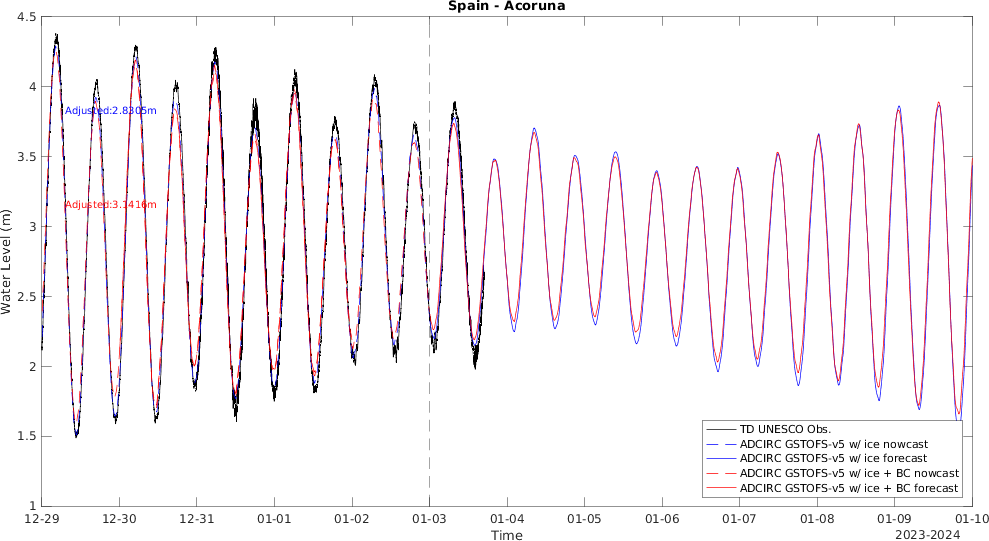 Spain - Acoruna
4.5
4
3.5
3
2.5
2
1.5
1
Water Level (m)
Adjusted:2.8305m
Adjusted:3.1416m
TD UNESCO Obs.
ADCIRC GSTOFS-v5 w/ ice nowcast
ADCIRC GSTOFS-v5 w/ ice forecast
ADCIRC GSTOFS-v5 w/ ice + BC nowcast
ADCIRC GSTOFS-v5 w/ ice + BC forecast
12-29 12-30 12-31 01-01 01-02 01-03 01-04 01-05 01-06 01-07 01-08 01-09 01-10
Time
2023-2024